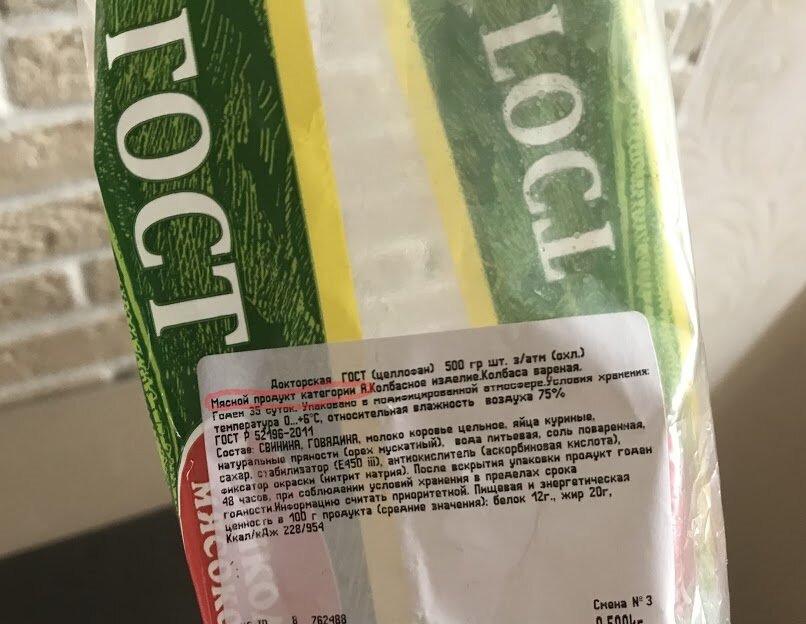 ГОСТ
ГОСТ
Докторская ГОСТ (целлофан) 500 гр шт. з/атм (охл.)
Мясной продукт категории А.Колбасное изделие.Колбаса вареная.
Годен 35 суток. Упаковано в модифицированной атмосфере.Условия хранения:
температура 0...+6°С, относительная влажность воздуха 75%
ГОСТ Р 52196-2011
Состав: СВИНИНА, ГОВЯДИНА, молоко коровье цельное, яйца куриные,
натуральные пряности (орех мускатный), вода питьевая, соль поваренная,
сахар, стабилизатор (Е450 iii), антиокислитель (аскорбиновая кислота),
фиксатор окраски (нитрит натрия). После вскрытия упаковки продукт годен
48 часов, при соблюдении условий хранения в пределах срока
годности.Информацию считать приоритетной. Пищевая и энергетическая
ценность в 100 г продукта (средние значения): белок 12г., жир 20г,
Ккал/кДж 228/954
Смена № 3
8 762488
0,500кг